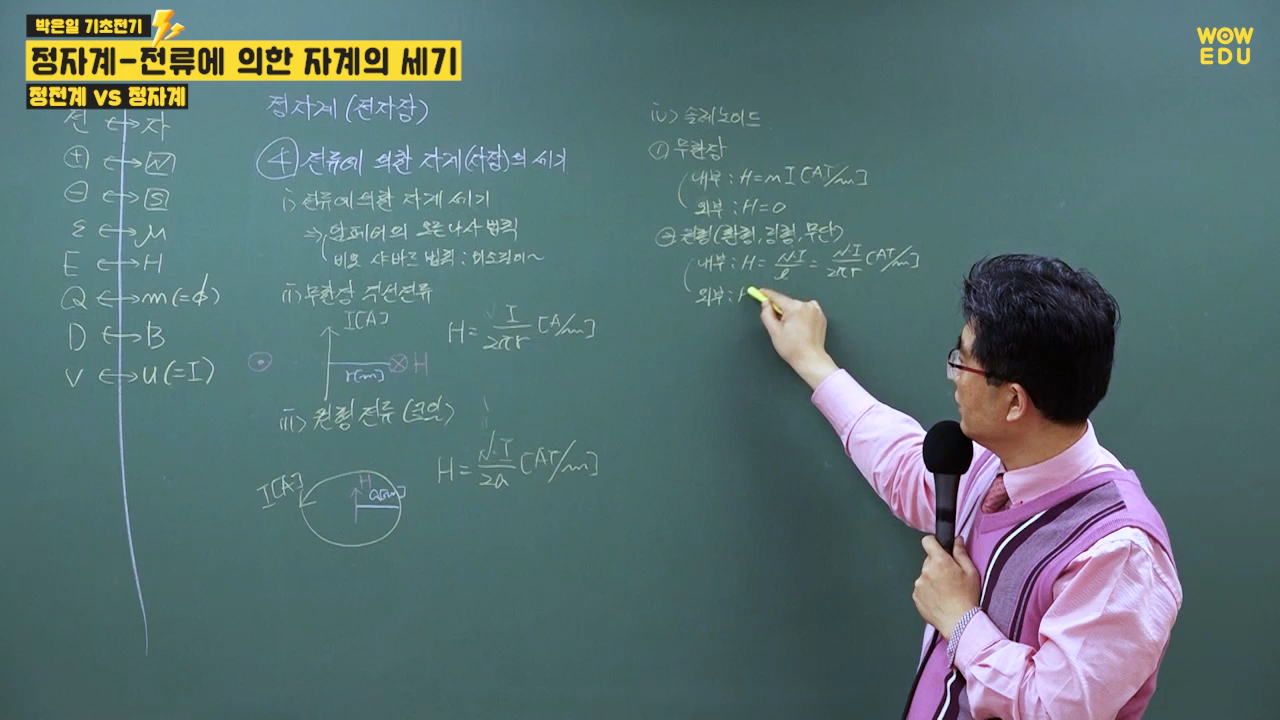 박은일 기초전기
정자계-전류에 의한 자계의 세기
정전계 vs 정자계
WOW
EDU
전 ↔ 자
⊕ ↔ N
⊖ ↔ S
ε ↔ μ
E ↔ H
Q ↔ m(=ϕ)
D ↔ B
V ↔ u(=I)
정자계(전자장)
④ 전류에 의한 자계(자장)의 세기
i) 전류에 의한 자계 세기
⇒ 앙페어의 오른나사 법칙
비오 샤바르 법칙:
ii) 무한장 직선전류
I[A]
r[m]
⊙ ⊗ H
H = I/2πr [A/m]
iii) 원형 전류 (코일)
I[A]
H
a[m]
H = N·I/2a [AT/m]
iv) 솔레노이드
① 무한장
내부: H=nI[AT/m]
외부: H=0
② 원형(환형, 링형, 무단)
내부: H = N·I/ℓ = N·I/2πr [AT/m]
외부: H